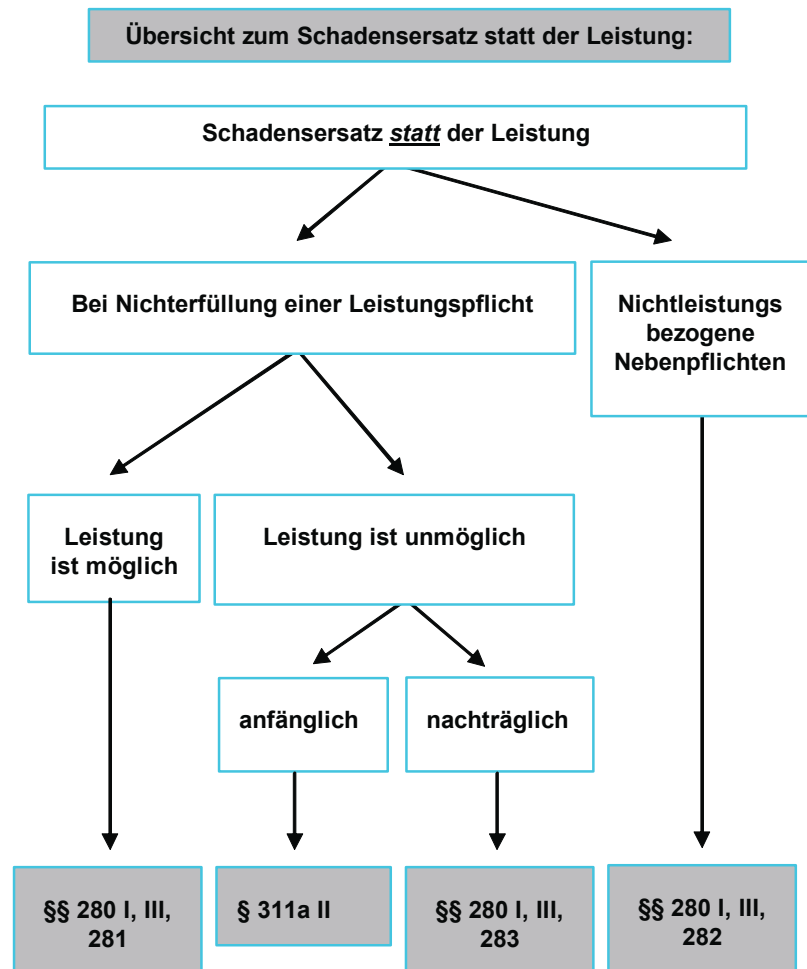 Übersicht zum Schadensersatz statt der Leistung:
Schadensersatz statt der Leistung
Bei Nichterfüllung einer Leistungspflicht
Nichtleistungs
bezogene
Nebenpflichten
Leistung
ist möglich
Leistung ist unmöglich
anfänglich
nachträglich
§§ 280 I, III,
281
§ 311a II
§§ 280 I, III,
283
§§ 280 I, III,
282